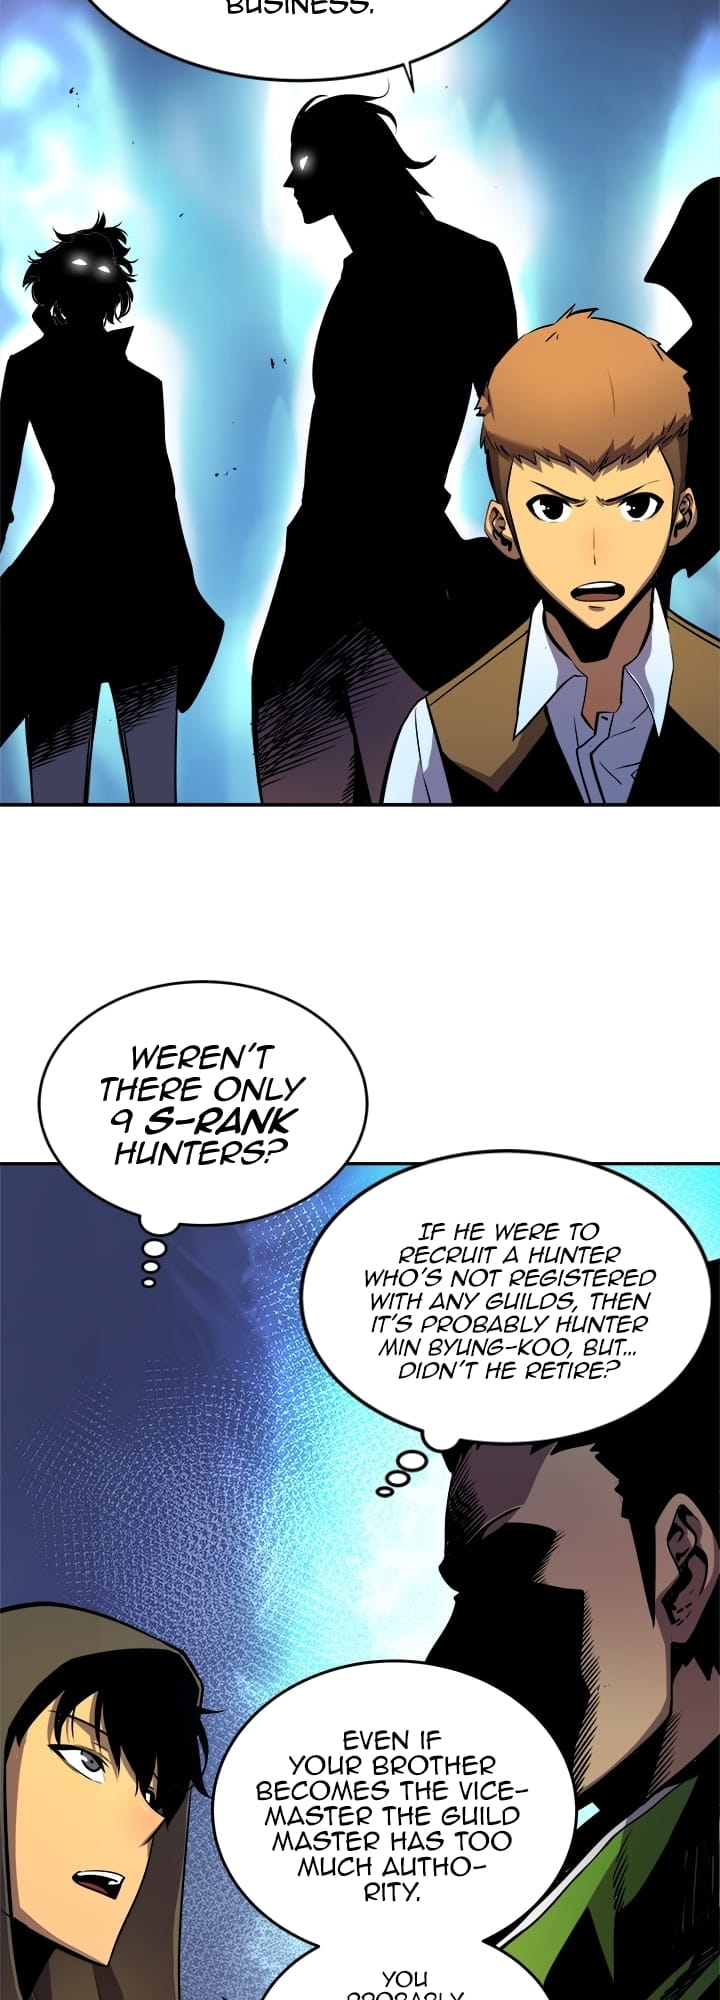 BUSINESS.
WEREN'T
THERE ONLY
9 S-RANK
HUNTERS?
IF HE WERE TO
RECRUIT A HUNTER
WHO'S NOT REGISTERED
WITH ANY GUILDS, THEN
IT'S PROBABLY HUNTER
MIN BYUNG-KOO, BUT...
DIDN'T HE RETIRE?
EVEN IF
YOUR BROTHER
BECOMES THE VICE-
MASTER THE GUILD
MASTER HAS TOO
MUCH AUTHO-
RITY.
YOU
PROBABLY